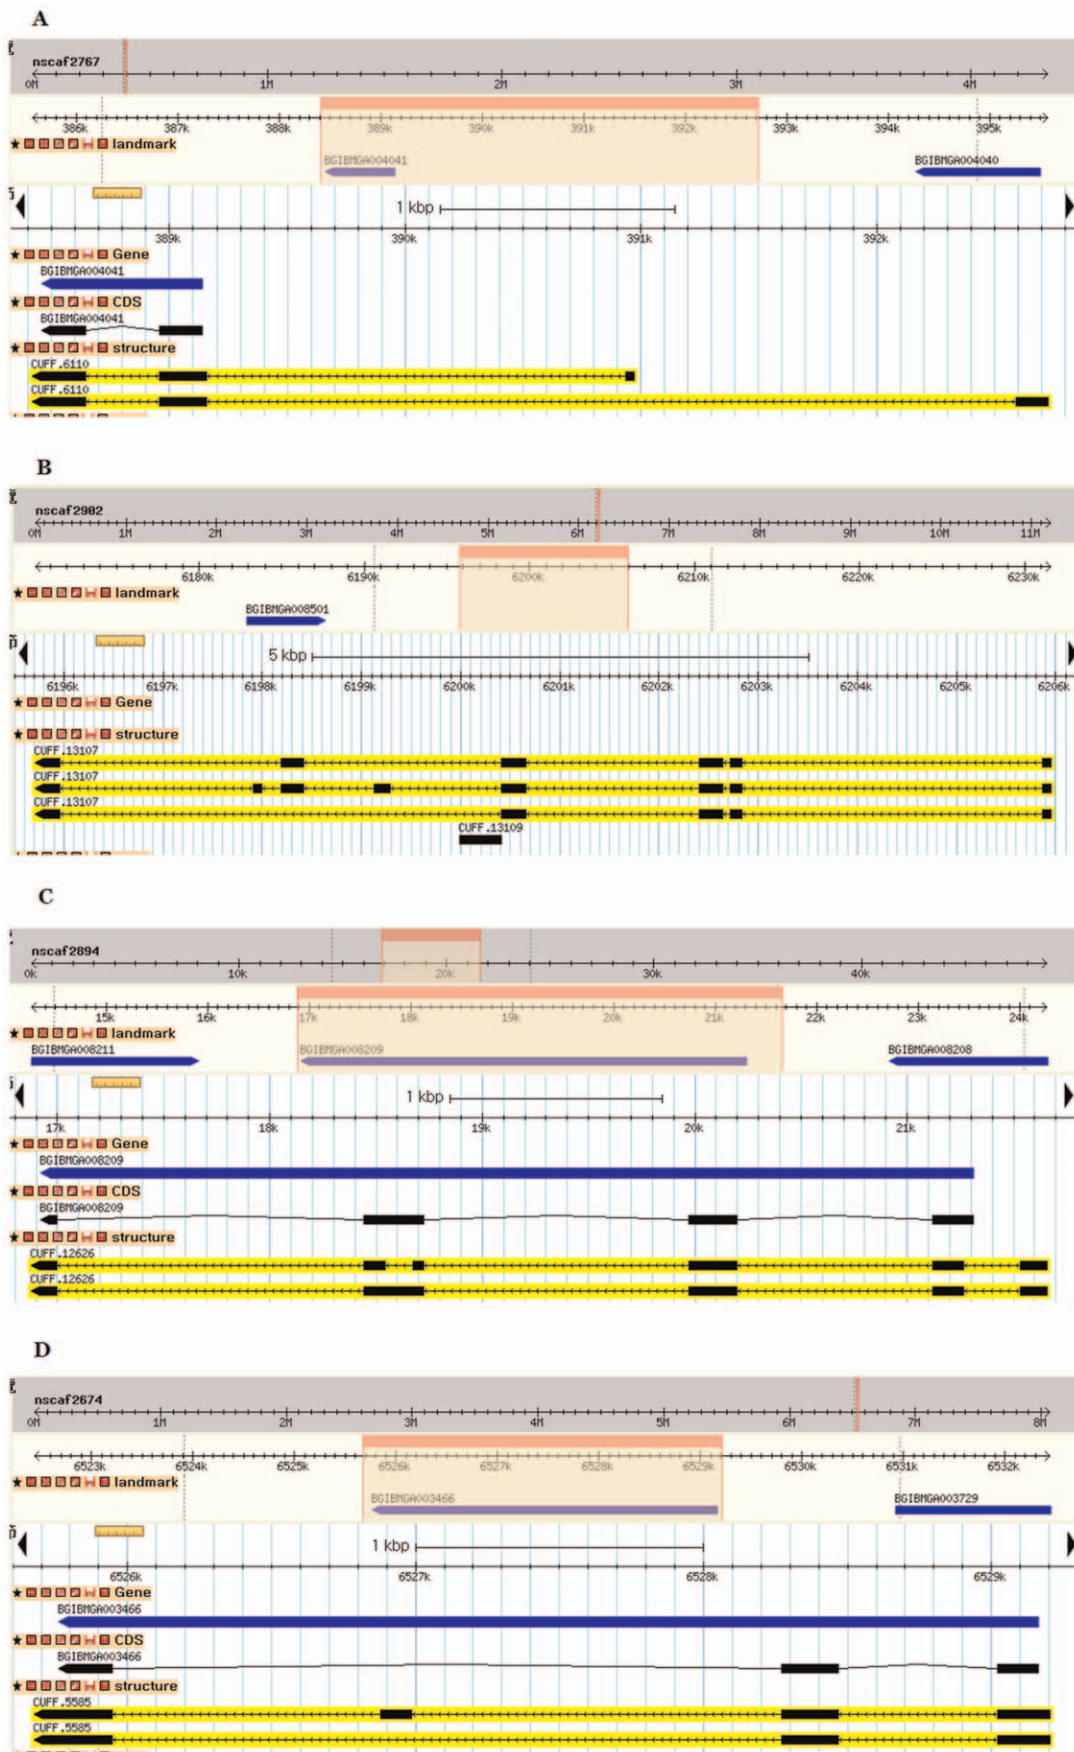 A
nscaf2767
0M 1M 2M 3M 4M
386k 387k 388k 389k 390k 391k 392k 393k 394k 395k
landmark
BGIBMGA004041 BGIBMGA004040
1 kbp
389k 390k 391k 392k
Gene
BGIBMGA004041
CDS
BGIBMGA004041
structure
CUFF.6110
CUFF.6110
B
nscaf2902
0M 1M 2M 3M 4M 5M 6M 7M 8M 9M 10M 11M
6180k 6190k 6200k 6210k 6220k 6230k
landmark
BGIBMGA008501
5 kbp
6196k 6197k 6198k 6199k 6200k 6201k 6202k 6203k 6204k 6205k 6206k
Gene
structure
CUFF.13107
CUFF.13107
CUFF.13107
CUFF.13109
C
nscaf2894
0k 10k 20k 30k 40k
15k 16k 17k 18k 19k 20k 21k 22k 23k 24k
landmark
BGIBMGA008211 BGIBMGA008209 BGIBMGA008208
1 kbp
17k 18k 19k 20k 21k
Gene
BGIBMGA008209
CDS
BGIBMGA008209
structure
CUFF.12626
CUFF.12626
D
nscaf2674
0M 1M 2M 3M 4M 5M 6M 7M 8M
6523k 6524k 6525k 6526k 6527k 6528k 6529k 6530k 6531k 6532k
landmark
BGIBMGA003466 BGIBMGA003729
1 kbp
6526k 6527k 6528k 6529k
Gene
BGIBMGA003466
CDS
BGIBMGA003466
structure
CUFF.5585
CUFF.5585